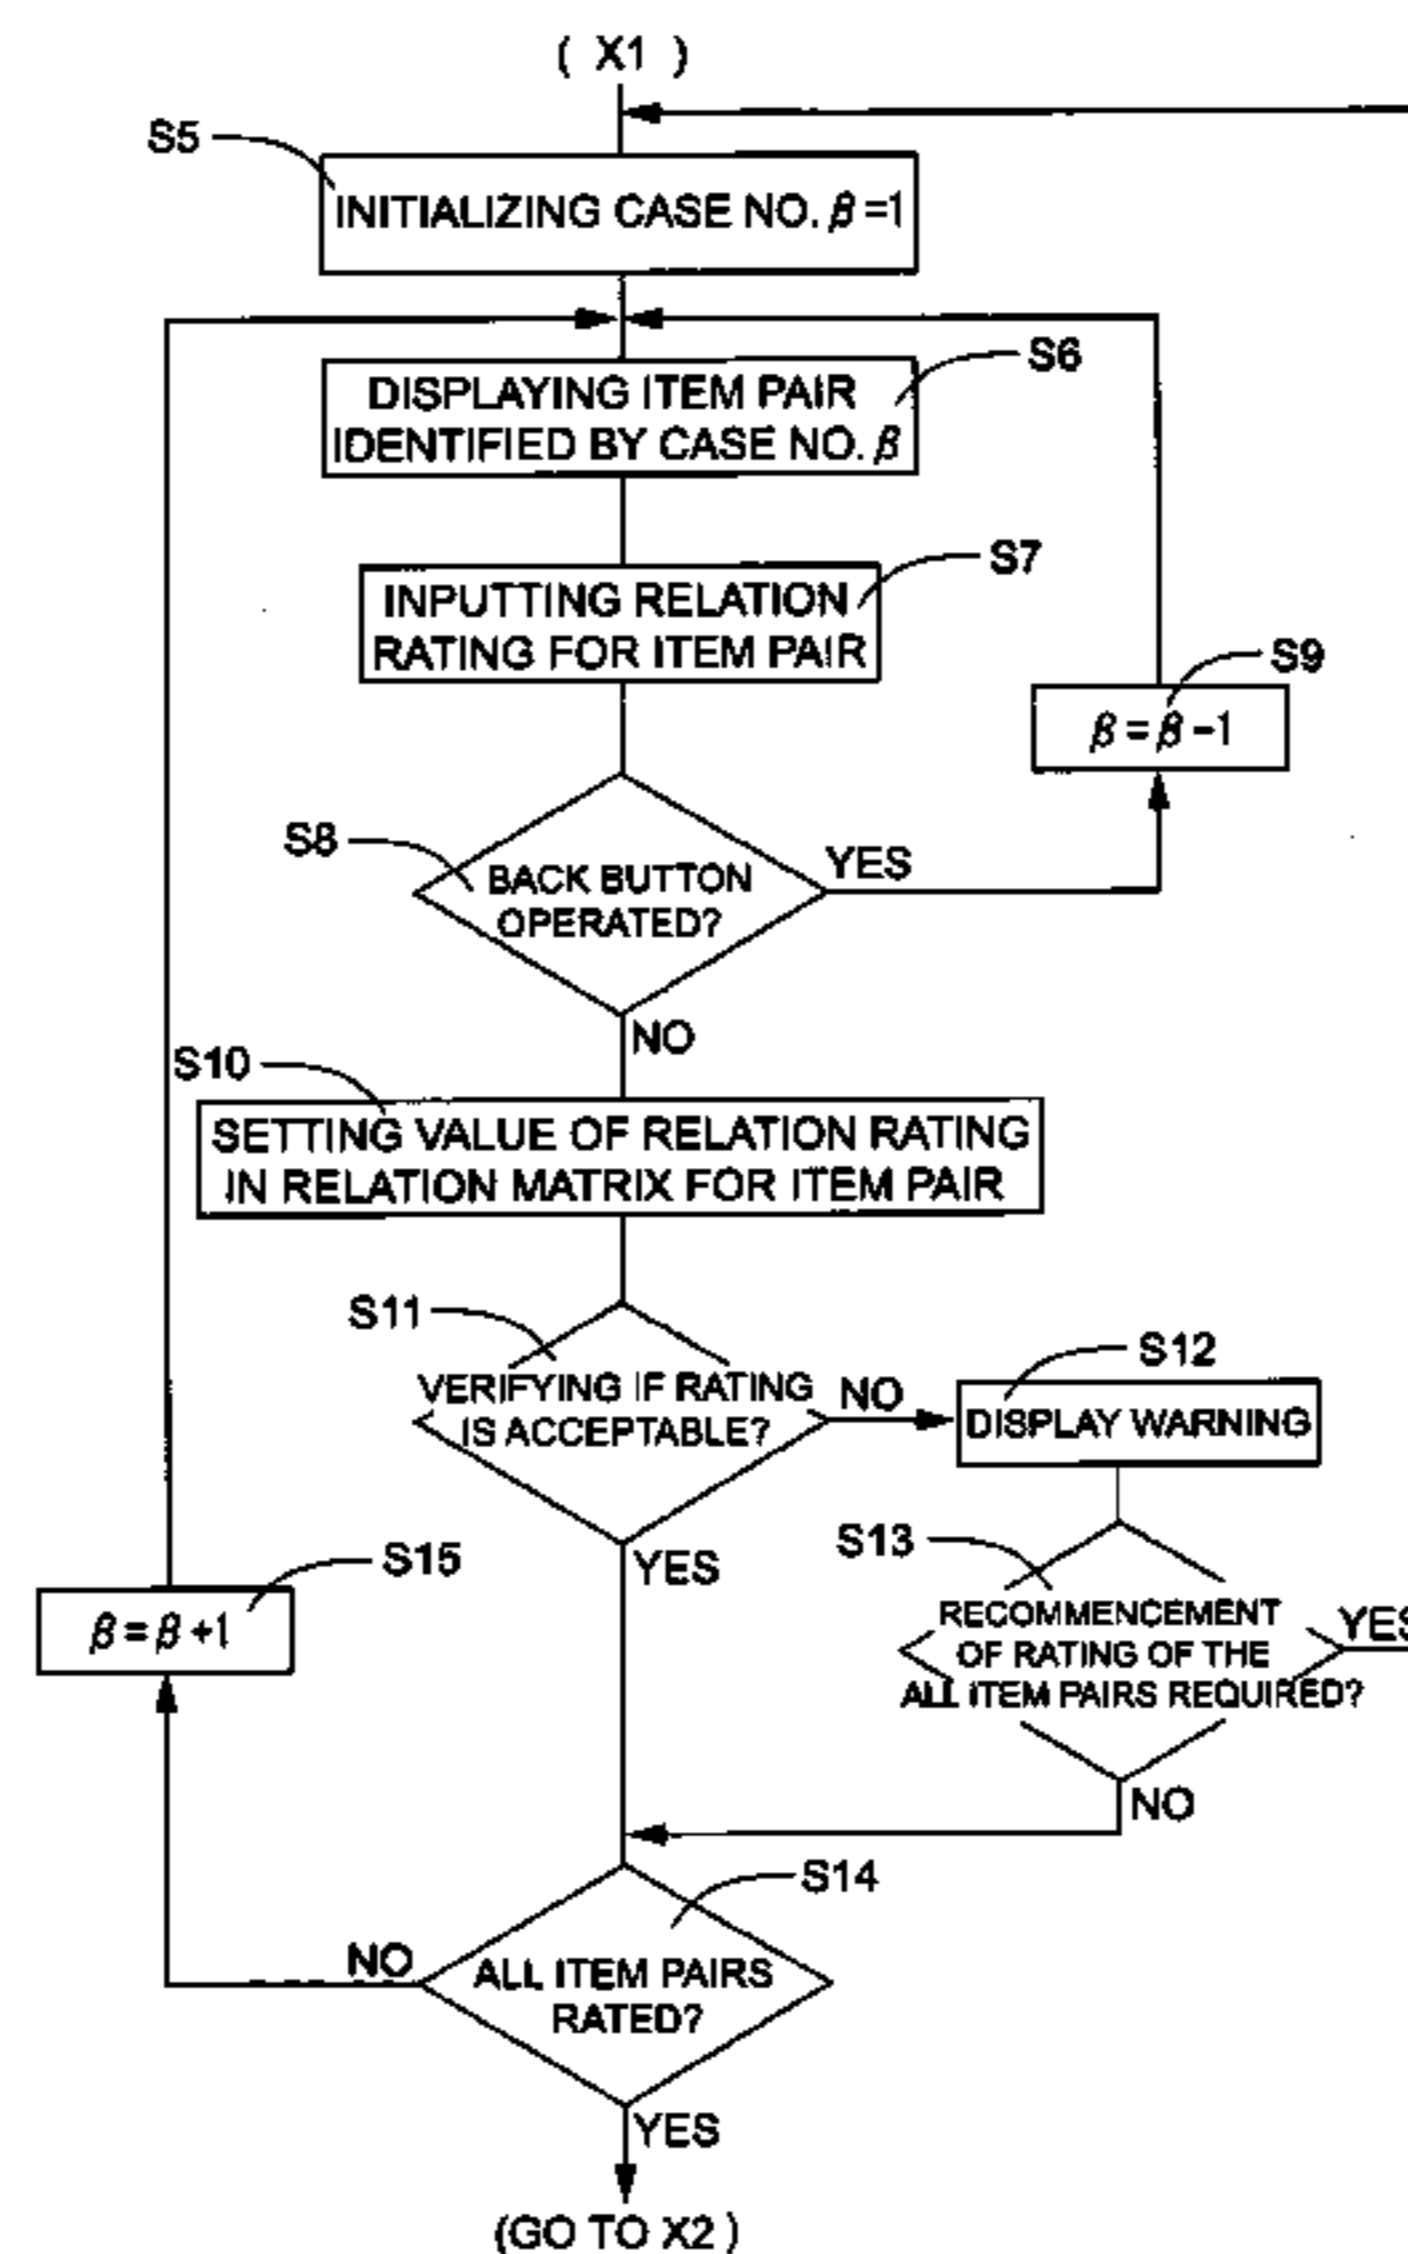 ( X1 )
S5
INITIALIZING CASE NO. β=1
S6
DISPLAYING ITEM PAIR
IDENTIFIED BY CASE NO. β
S7
INPUTTING RELATION
RATING FOR ITEM PAIR
S9
β=β-1
S8
BACK BUTTON
OPERATED?
YES
NO
S10
SETTING VALUE OF RELATION RATING
IN RELATION MATRIX FOR ITEM PAIR
S11
VERIFYING IF RATING
IS ACCEPTABLE?
NO
S12
DISPLAY WARNING
YES
S13
RECOMMENCEMENT
OF RATING OF THE
ALL ITEM PAIRS REQUIRED?
YES
NO
S15
β=β+1
S14
ALL ITEM PAIRS
RATED?
NO
YES
(GO TO X2)